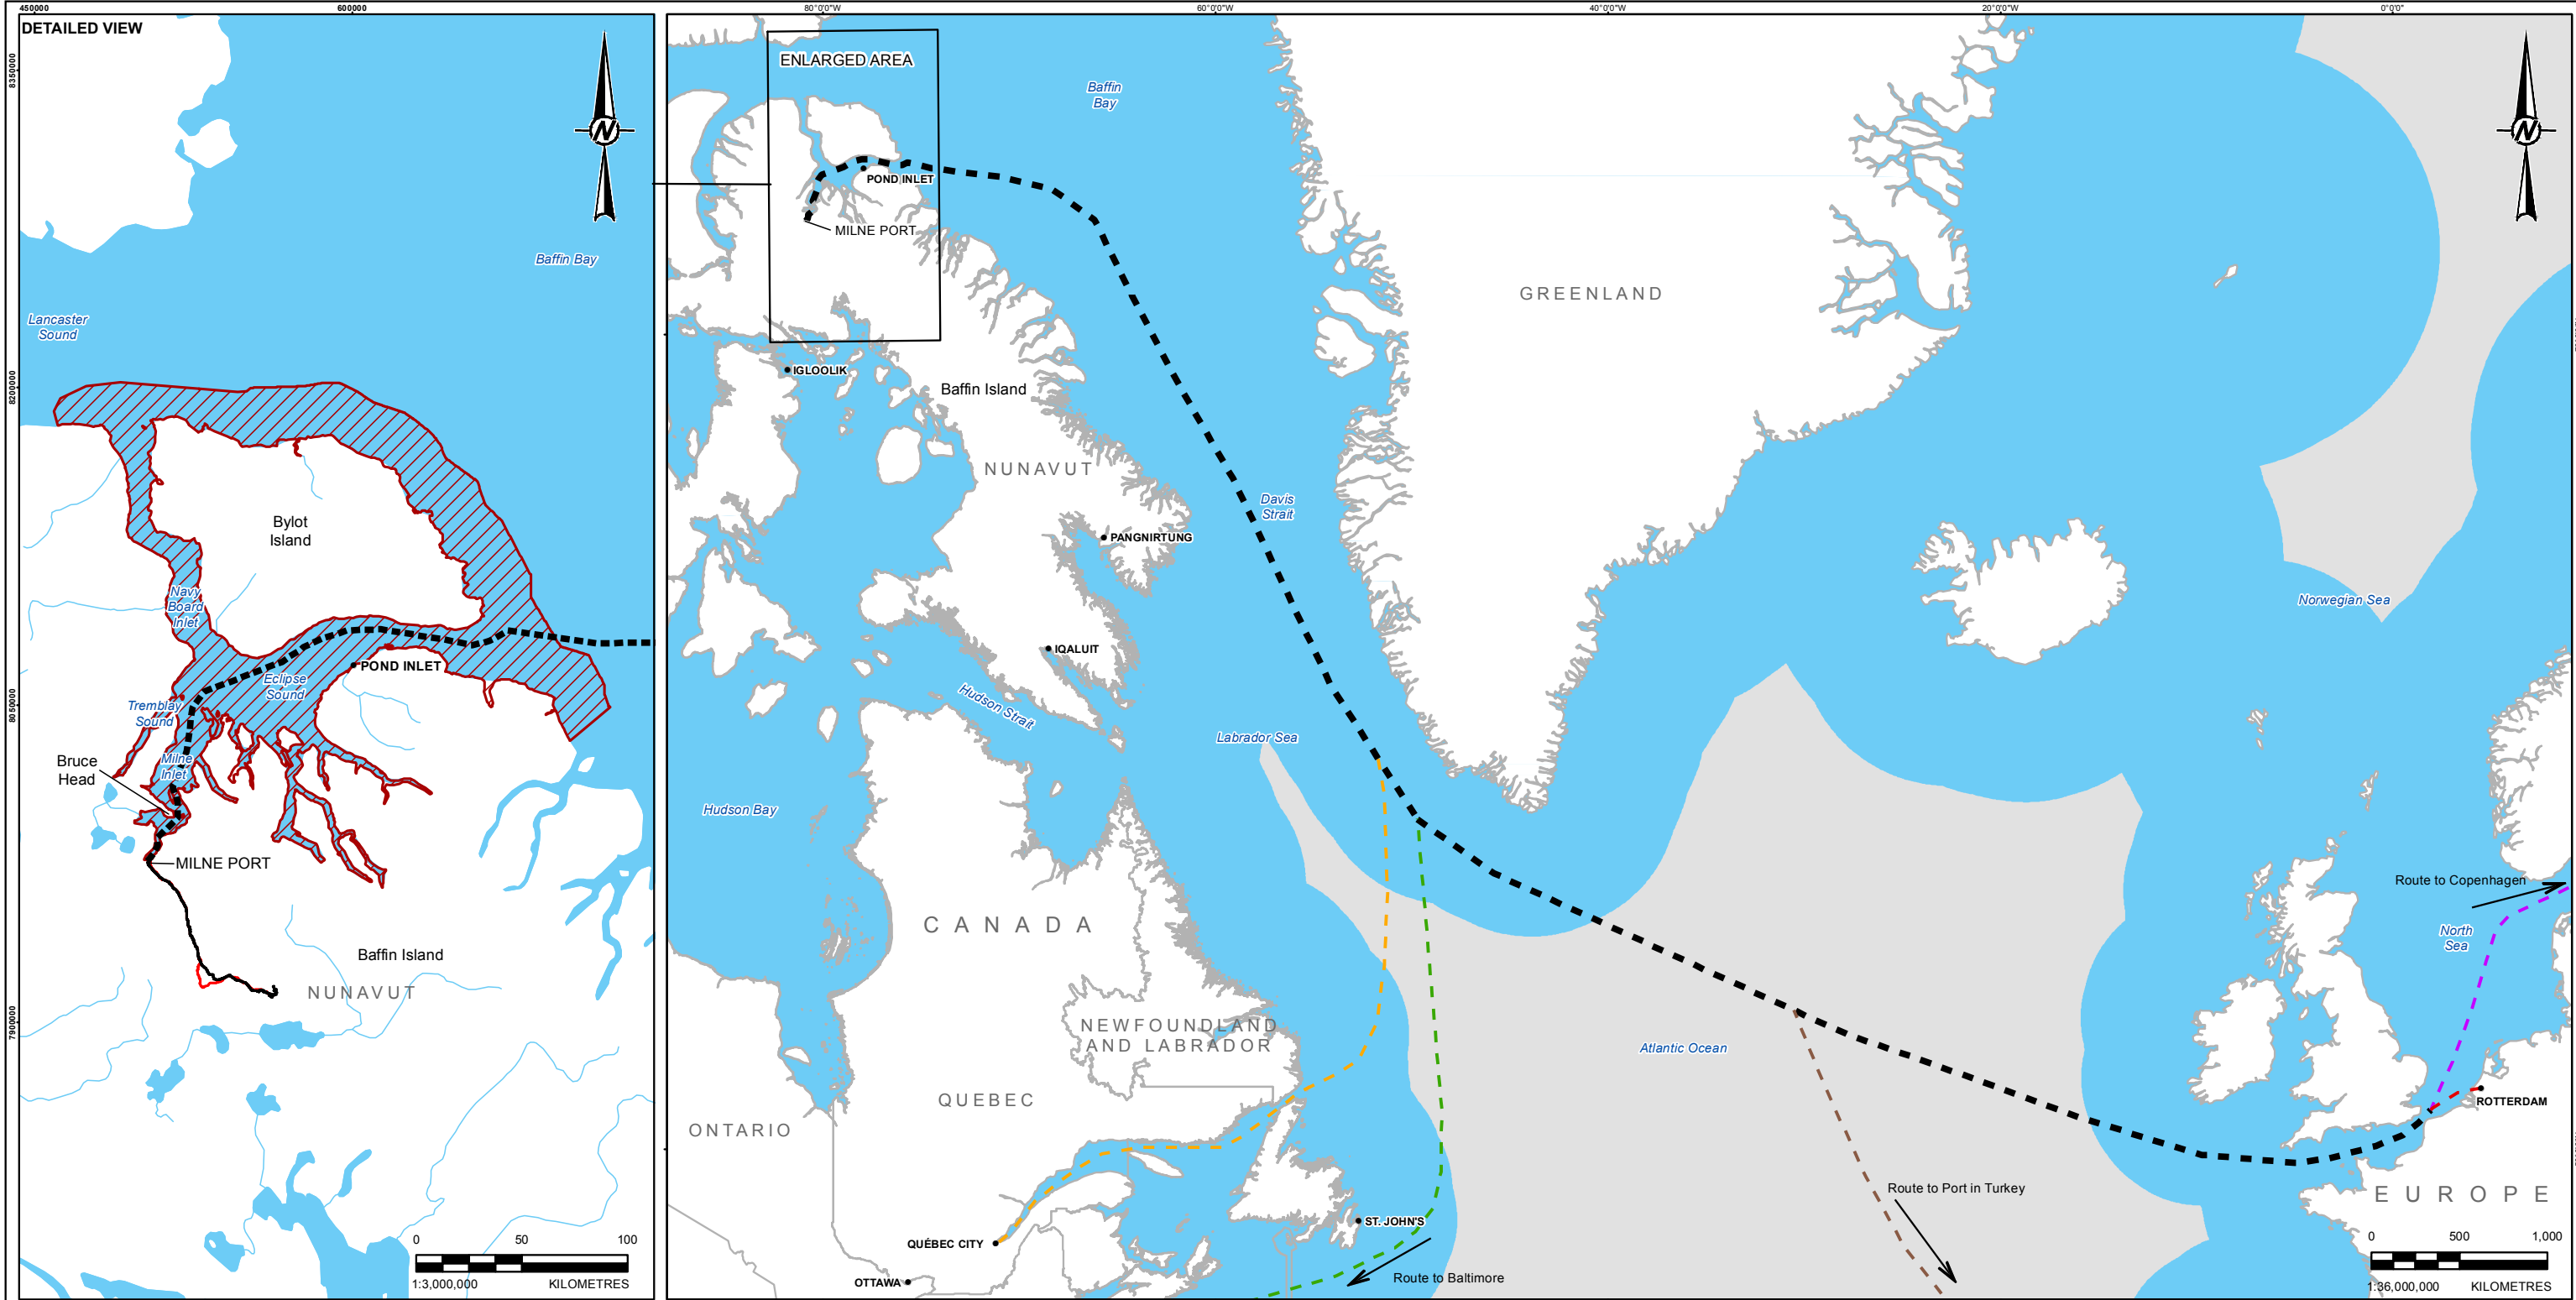 450000
600000
8350000
8200000
8050000
7900000
DETAILED VIEW
N
Baffin Bay
Lancaster
Sound
Bylot
Island
Navy
Board
Inlet
POND INLET
Eclipse
Sound
Tremblay
Sound
Bruce
Head
Milne
Inlet
MILNE PORT
Baffin Island
NUNAVUT
0 50 100
1:3,000,000 KILOMETRES
80°0'0"W
60°0'0"W
40°0'0"W
20°0'0"W
0°0'0"
ENLARGED AREA
Baffin
Bay
N
POND INLET
MILNE PORT
GREENLAND
IGLOOLIK
Baffin Island
NUNAVUT
Davis
Strait
PANGNIRTUNG
Norwegian Sea
IQALUIT
Hudson Strait
Labrador Sea
Hudson Bay
Route to Copenhagen
CANADA
North
Sea
NEWFOUNDLAND
AND LABRADOR
Atlantic Ocean
QUEBEC
ROTTERDAM
ONTARIO
Route to Port in Turkey
EUROPE
ST. JOHN'S
QUÉBEC CITY
Route to Baltimore
OTTAWA
0 500 1,000
1:36,000,000 KILOMETRES